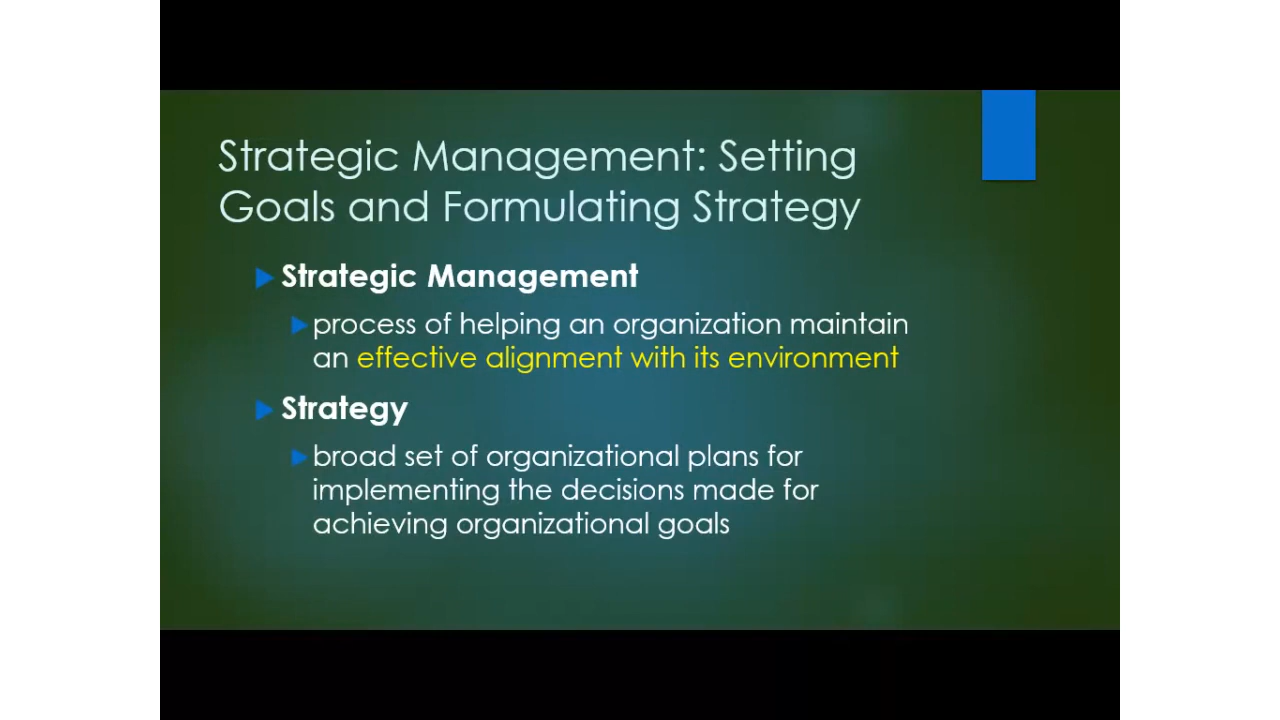 Strategic Management: Setting
Goals and Formulating Strategy
Strategic Management
process of helping an organization maintain
an effective alignment with its environment
Strategy
broad set of organizational plans for
implementing the decisions made for
achieving organizational goals